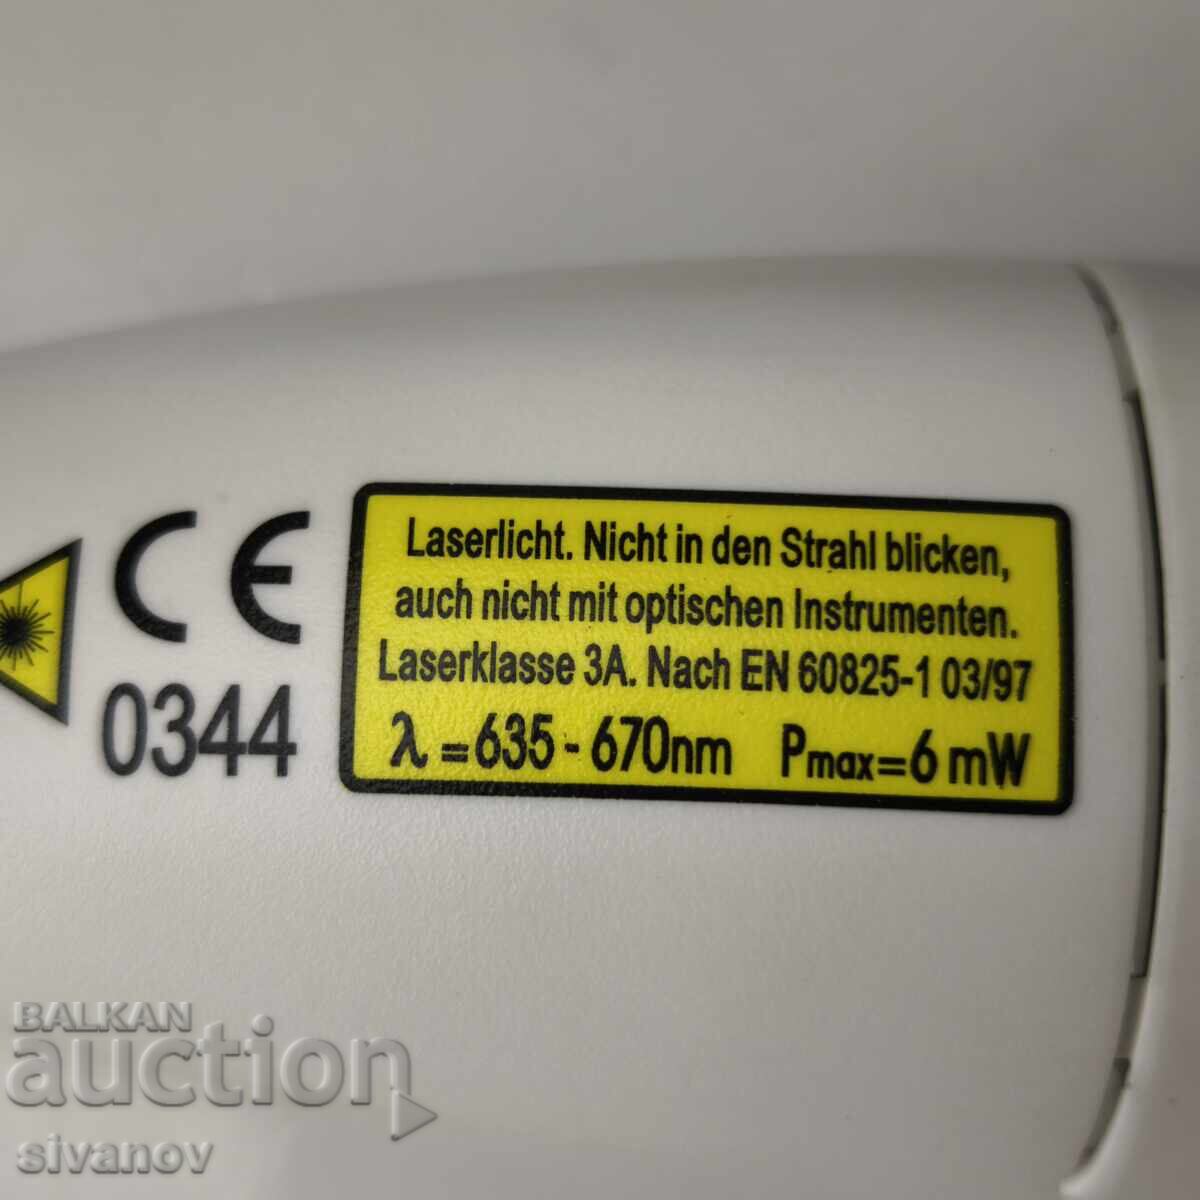 CE
0344
Laserlicht. Nicht in den Strahl blicken,
auch nicht mit optischen Instrumenten.
Laserklasse 3A. Nach EN 60825-1 03/97
λ = 635 - 670nm Pmax=6 mW
BALKAN
auction
sivanov